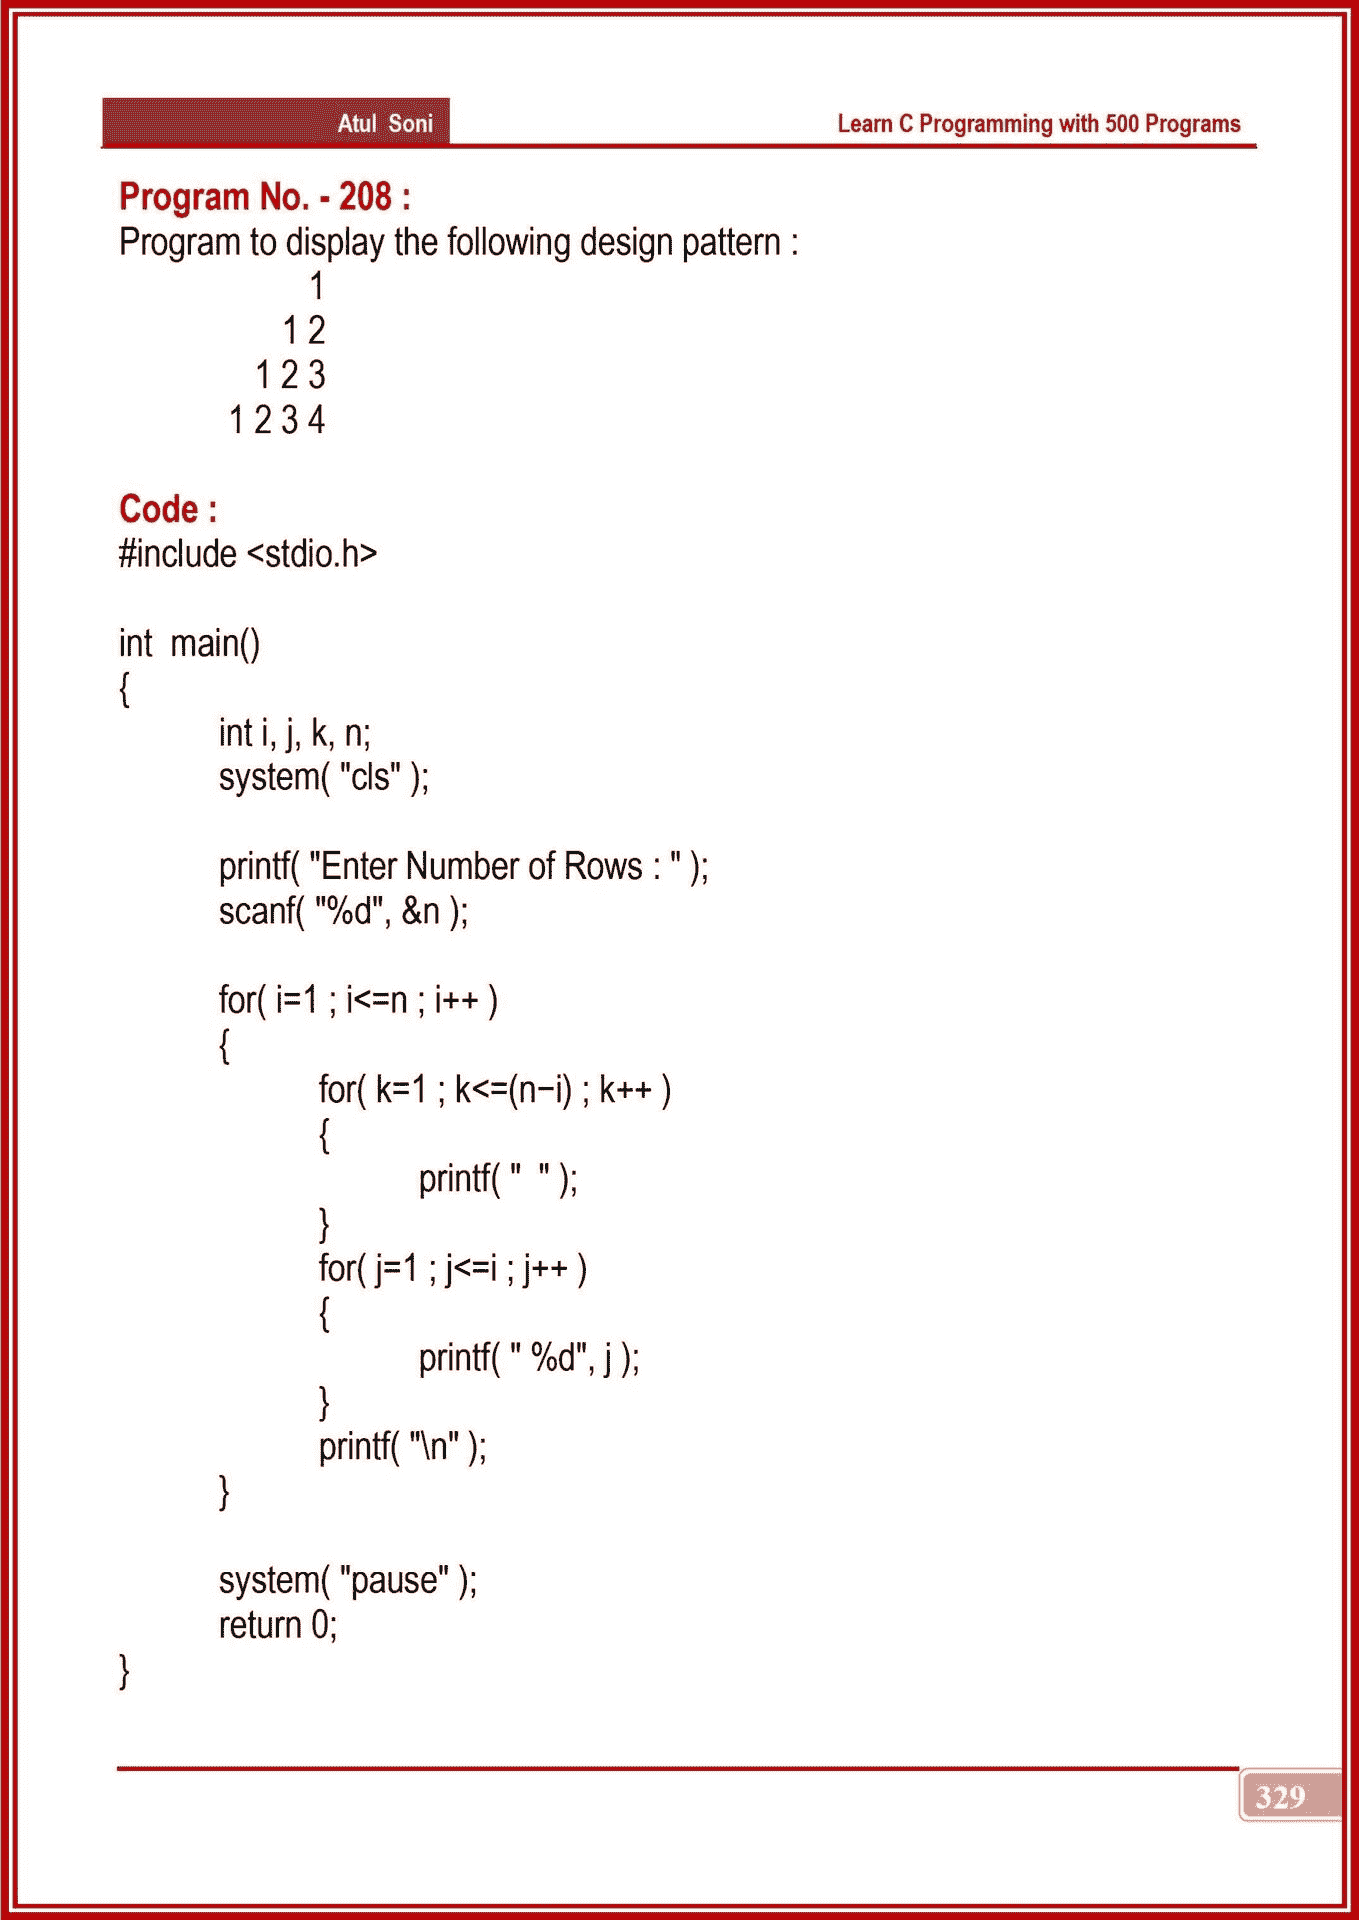 Atul  Soni
Learn C Programming with 500 Programs
Program No. - 208 :
Program to display the following design pattern :
1
1 2
1 2 3
1 2 3 4
Code :
#include <stdio.h>
int  main()
{
int i, j, k, n;
system( "cls" );
printf( "Enter Number of Rows : " );
scanf( "%d", &n );
for( i=1 ; i<=n ; i++ )
{
for( k=1 ; k<=(n−i) ; k++ )
{
printf( "  " );
}
for( j=1 ; j<=i ; j++ )
{
printf( " %d", j );
}
printf( "\n" );
}
system( "pause" );
return 0;
}
329